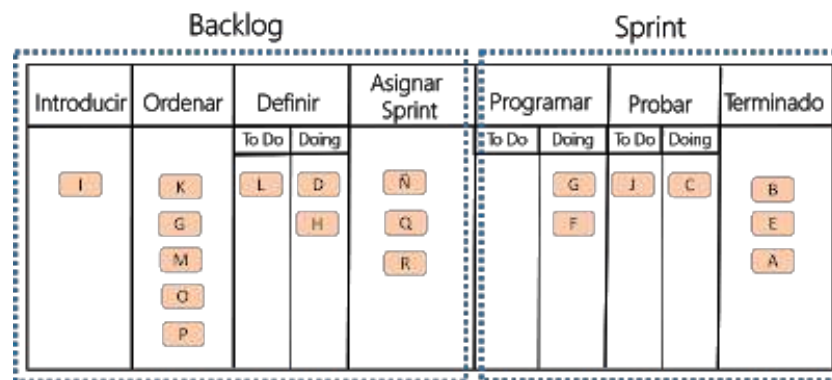 Backlog Sprint
Introducir Ordenar Definir Asignar Sprint Programar Probar Terminado
To Do Doing To Do Doing To Do Doing
I K L D Ñ G J C B
G H Q F E
M R A
O
P